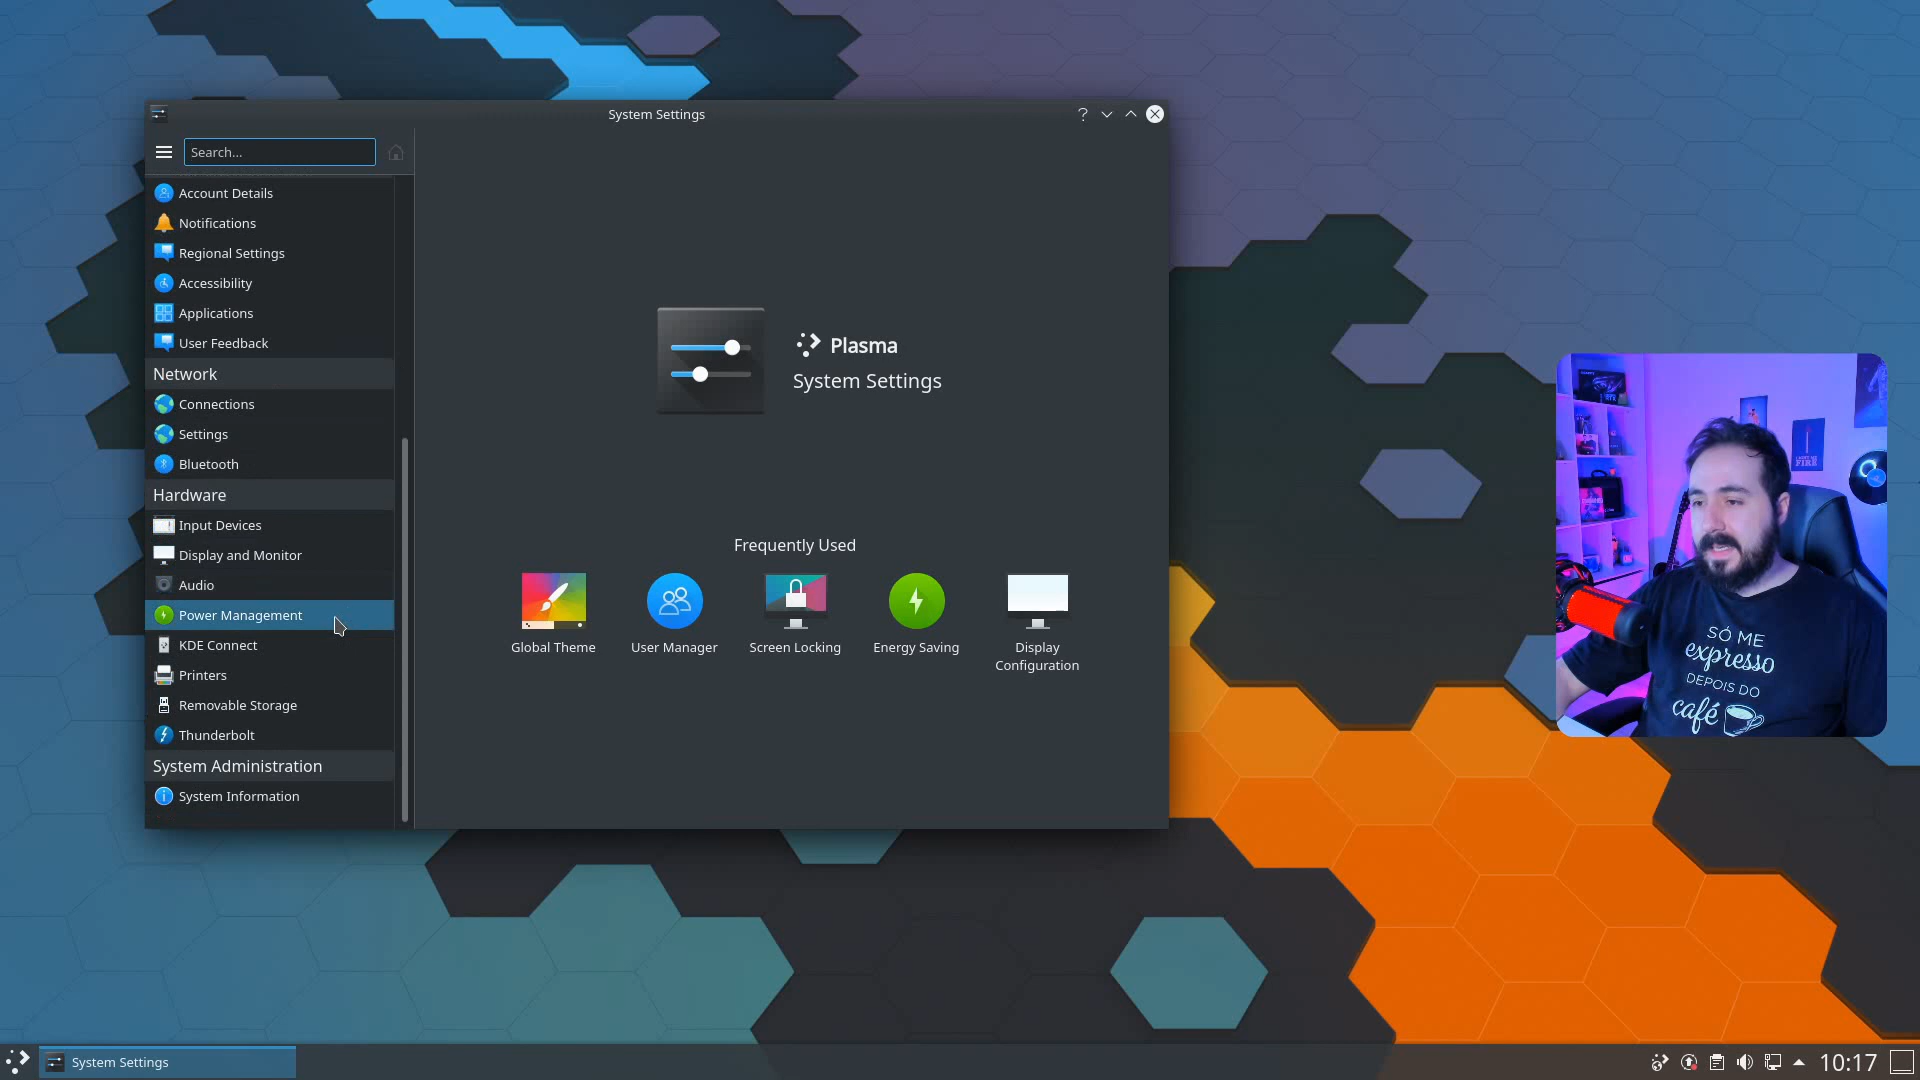 System Settings
?
Search...
Account Details
Notifications
Regional Settings
Accessibility
Applications
User Feedback
Network
Connections
Settings
Bluetooth
Hardware
Input Devices
Display and Monitor
Audio
Power Management
KDE Connect
Printers
Removable Storage
Thunderbolt
System Administration
System Information
Plasma
System Settings
Frequently Used
Global Theme
User Manager
Screen Locking
Energy Saving
Display
Configuration
FIRE
SÓ ME
expresso
DEPOIS DO
café
System Settings
10:17